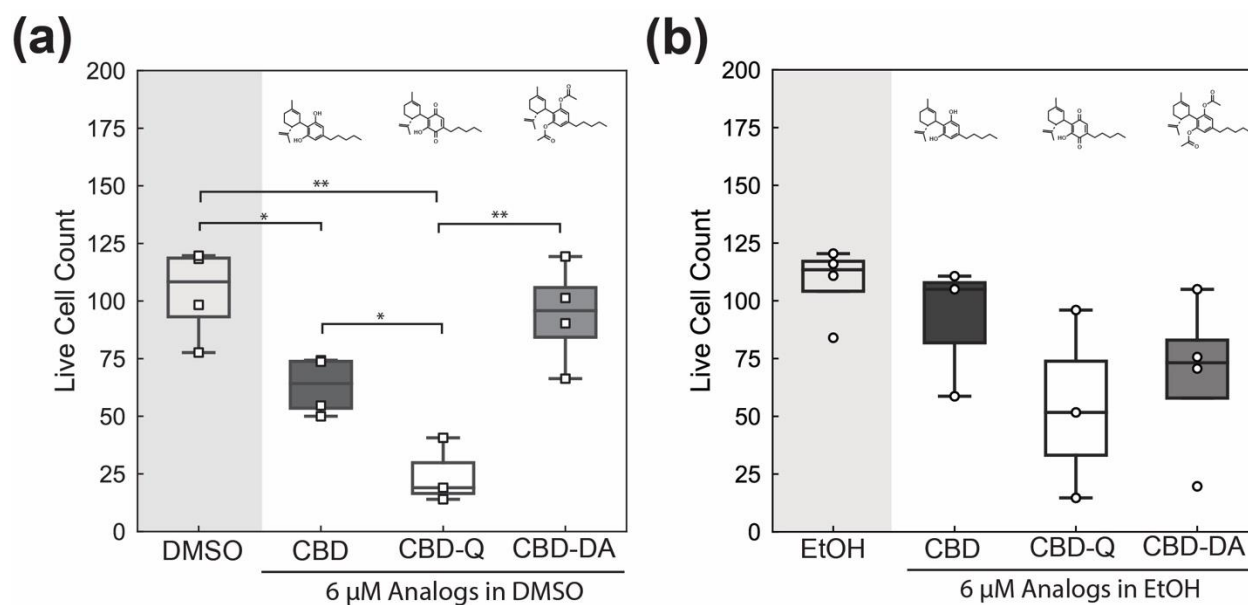 (a)
200
175
150
125
100
75
50
25
0
Live Cell Count
**
*
**
*
DMSO CBD CBD-Q CBD-DA
6 µM Analogs in DMSO
(b)
200
175
150
125
100
75
50
25
0
Live Cell Count
EtOH CBD CBD-Q CBD-DA
6 µM Analogs in EtOH